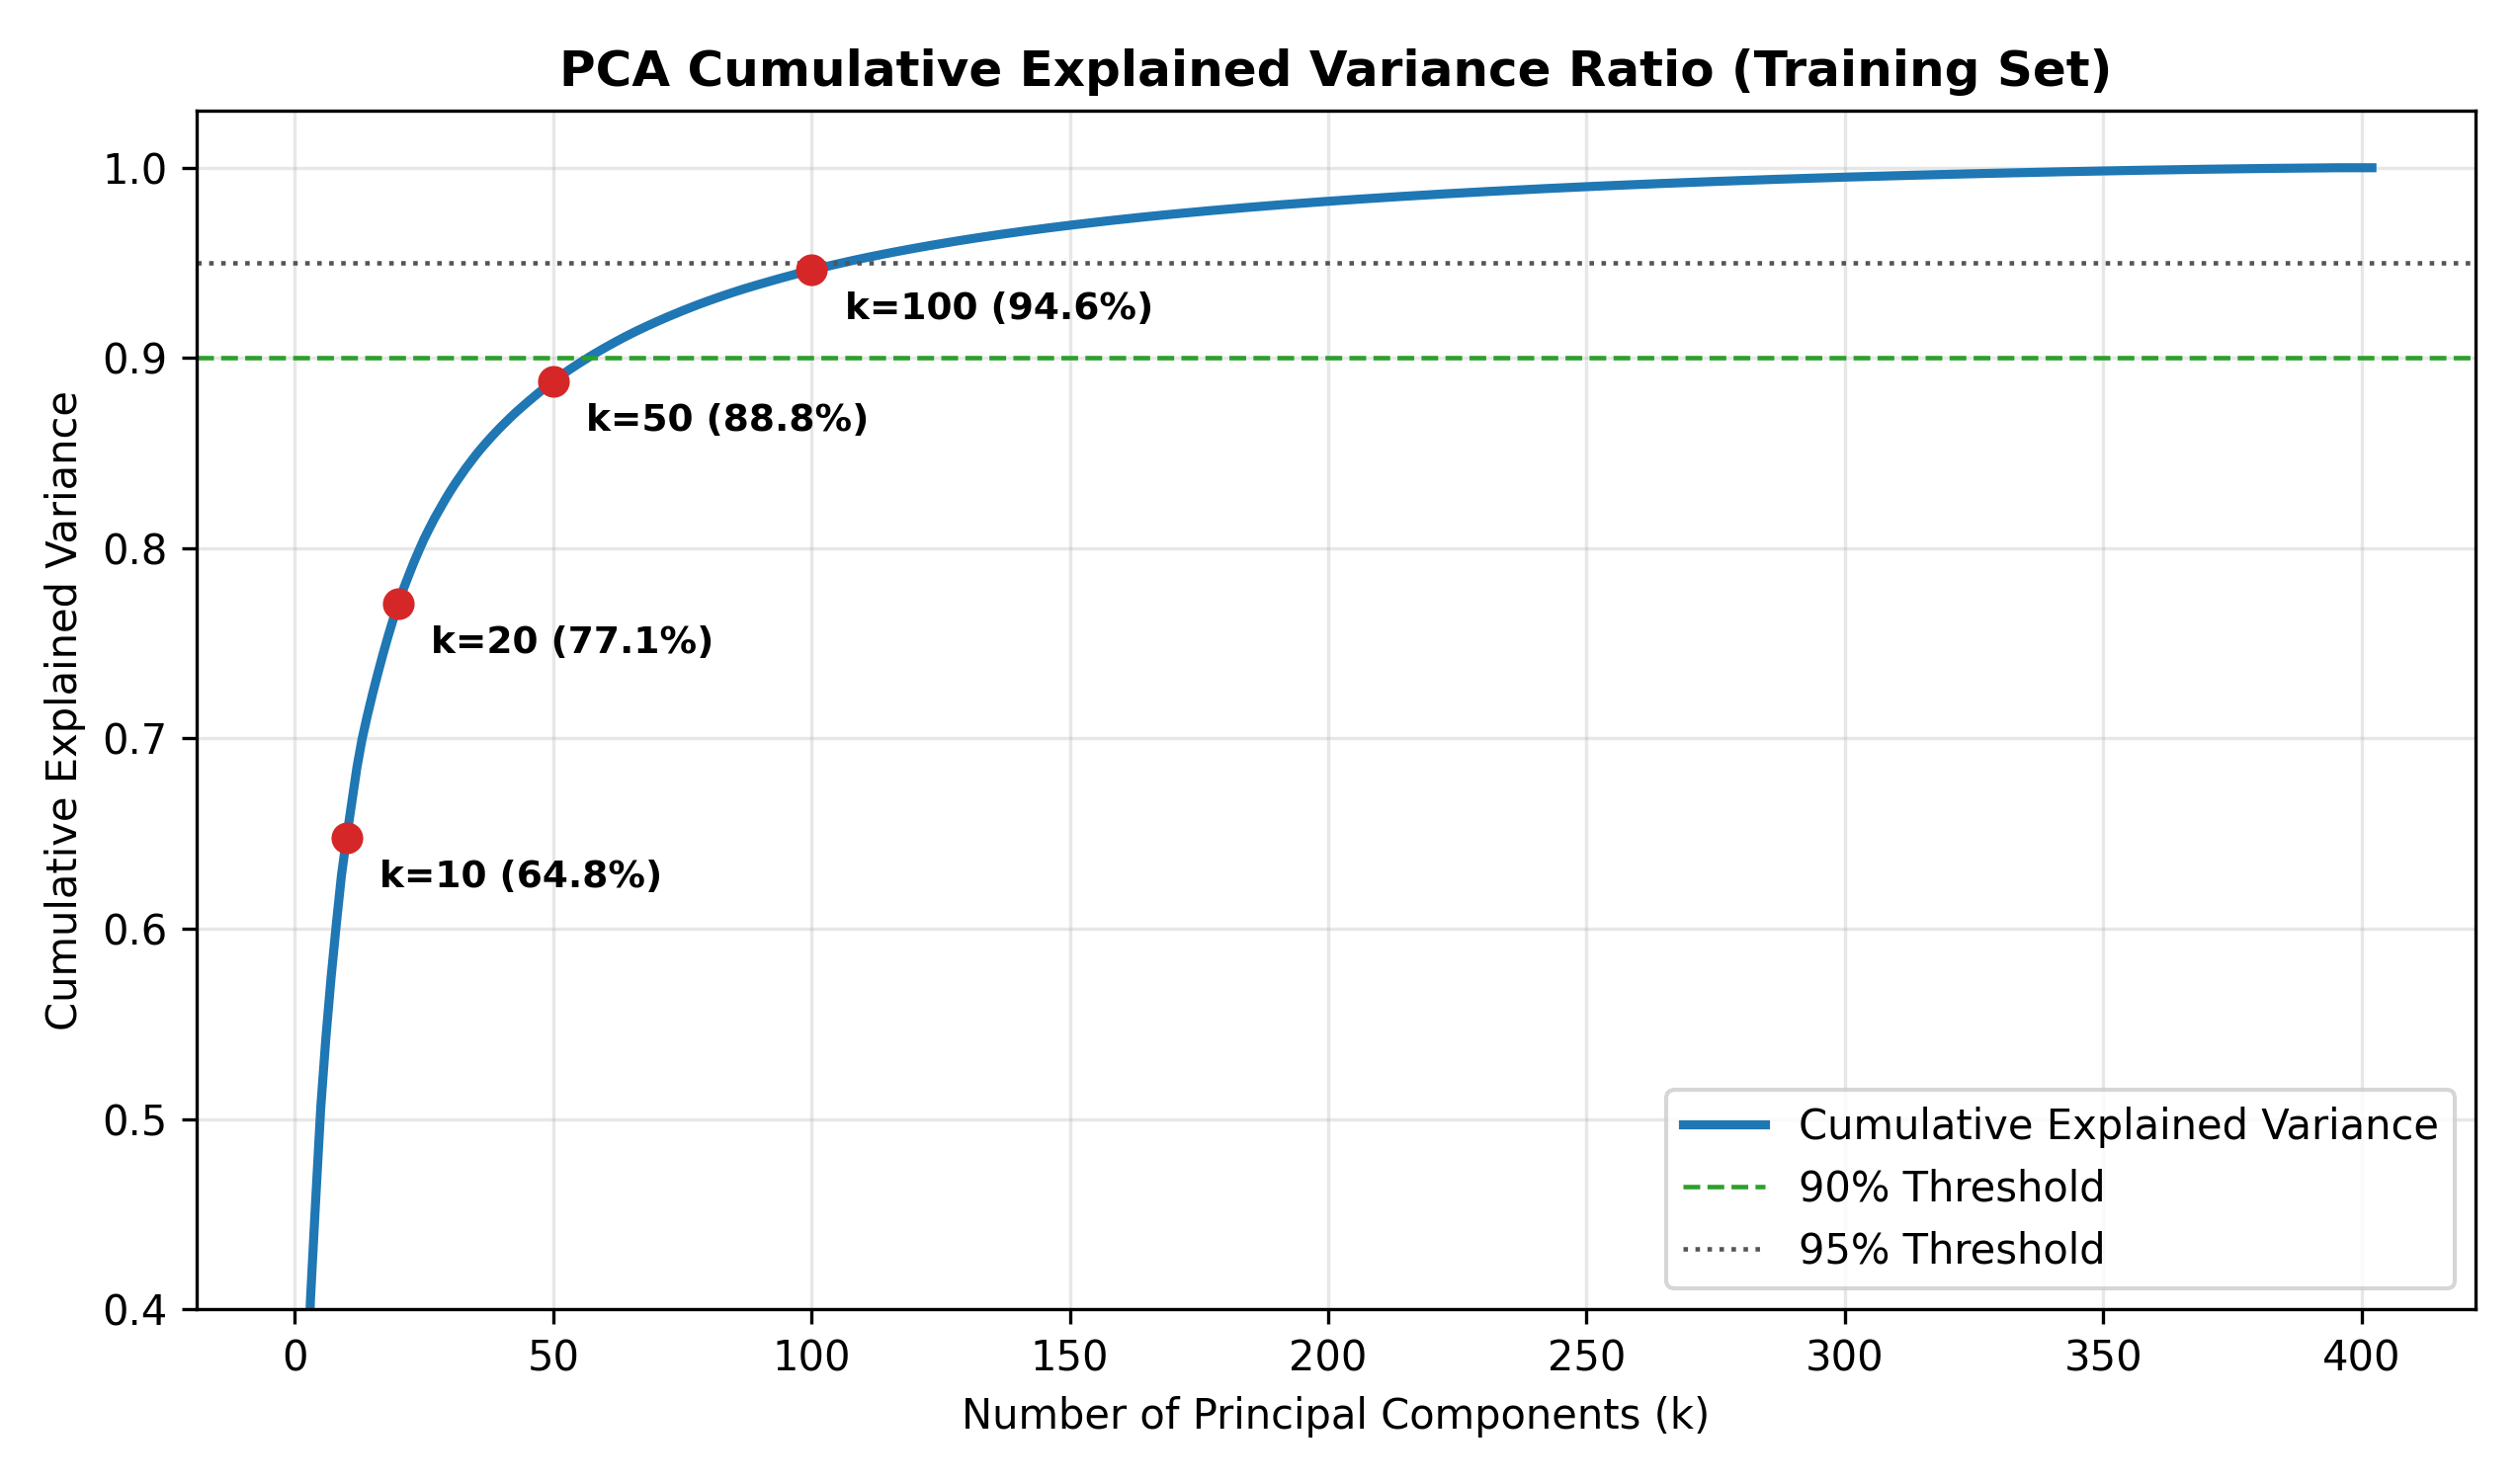 PCA Cumulative Explained Variance Ratio (Training Set)
Cumulative Explained Variance
1.0
0.9
0.8
0.7
0.6
0.5
0.4
k=100 (94.6%)
k=50 (88.8%)
k=20 (77.1%)
k=10 (64.8%)
Cumulative Explained Variance
90% Threshold
95% Threshold
0 50 100 150 200 250 300 350 400
Number of Principal Components (k)